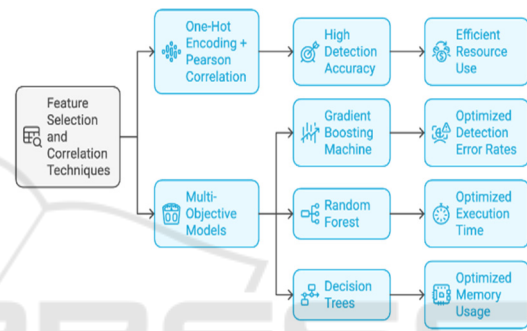 Feature
Selection
and
Correlation
Techniques
One-Hot
Encoding +
Pearson
Correlation
High
Detection
Accuracy
Efficient
Resource
Use
Multi-
Objective
Models
Gradient
Boosting
Machine
Optimized
Detection
Error Rates
Random
Forest
Optimized
Execution
Time
Decision
Trees
Optimized
Memory
Usage